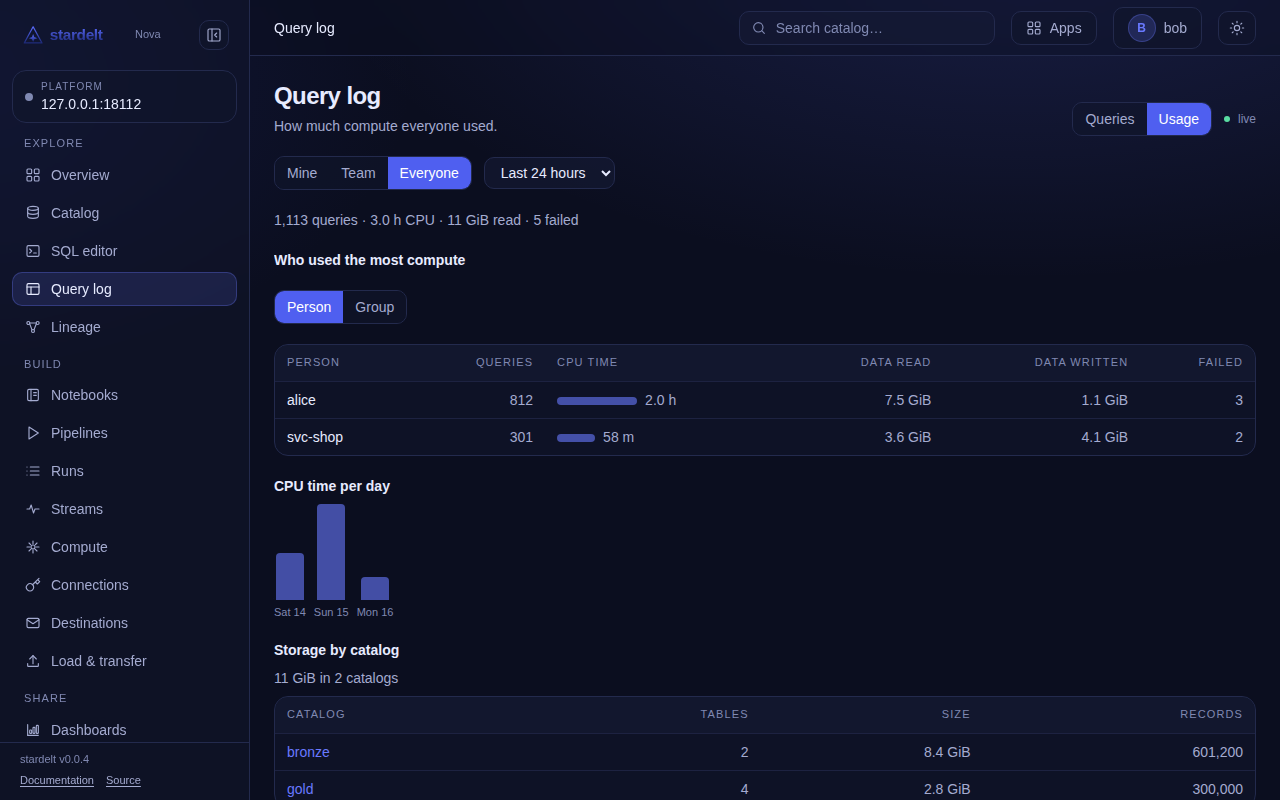 stardelt
Nova
PLATFORM
127.0.0.1:18112
EXPLORE
Overview
Catalog
SQL editor
Query log
Lineage
BUILD
Notebooks
Pipelines
Runs
Streams
Compute
Connections
Destinations
Load & transfer
SHARE
Dashboards
stardelt v0.0.4
Documentation Source
Query log
Search catalog…
Apps
B bob
Query log
How much compute everyone used.
Queries Usage live
Mine Team Everyone Last 24 hours
1,113 queries · 3.0 h CPU · 11 GiB read · 5 failed
Who used the most compute
Person Group
PERSON QUERIES CPU TIME DATA READ DATA WRITTEN FAILED
alice 812 2.0 h 7.5 GiB 1.1 GiB 3
svc-shop 301 58 m 3.6 GiB 4.1 GiB 2
CPU time per day
Sat 14 Sun 15 Mon 16
Storage by catalog
11 GiB in 2 catalogs
CATALOG TABLES SIZE RECORDS
bronze 2 8.4 GiB 601,200
gold 4 2.8 GiB 300,000